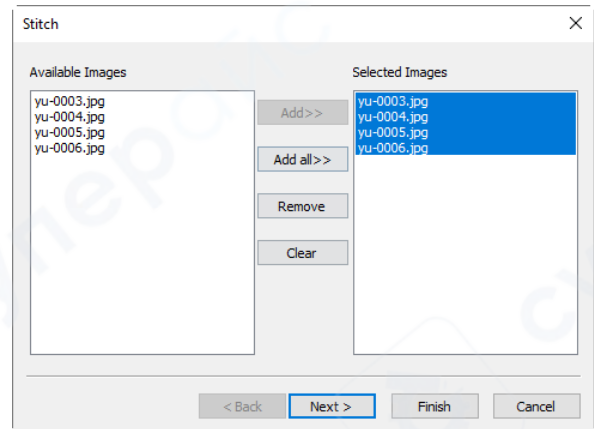 Stitch
Available Images
Selected Images
yu-0003.jpg
yu-0004.jpg
yu-0005.jpg
yu-0006.jpg
Add>>
Add all>>
Remove
Clear
yu-0003.jpg
yu-0004.jpg
yu-0005.jpg
yu-0006.jpg
< Back
Next >
Finish
Cancel